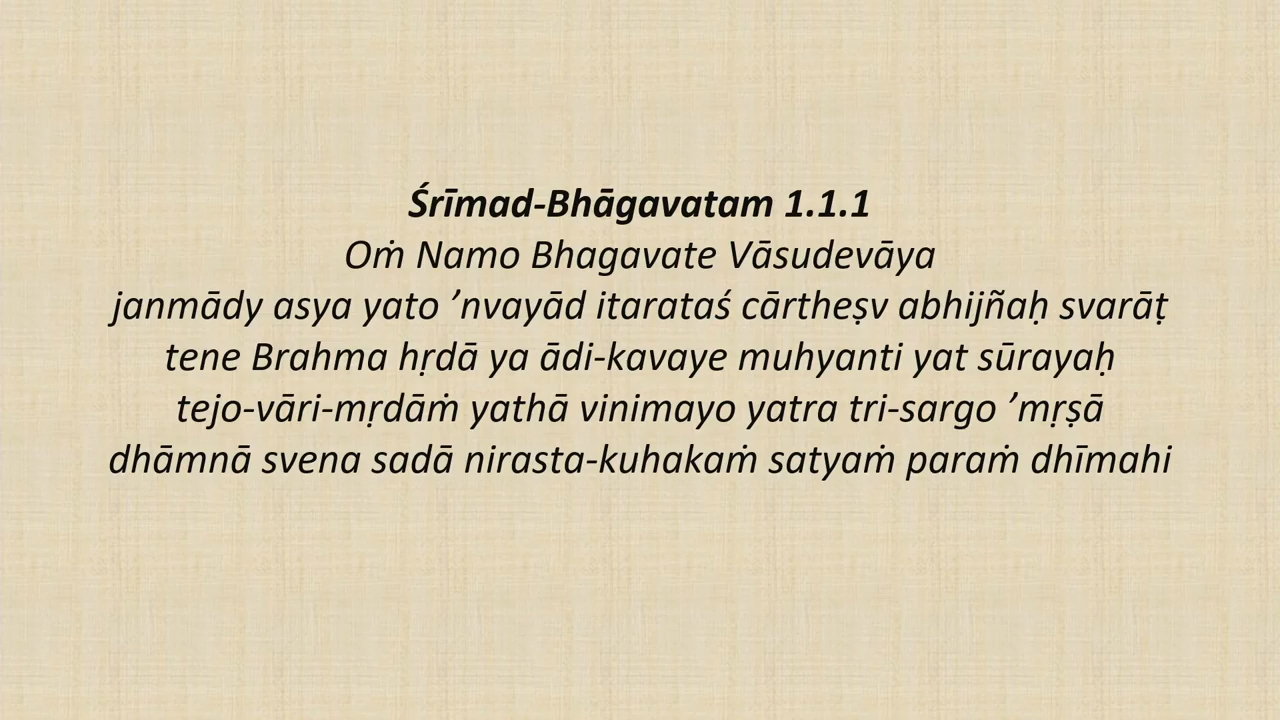 Śrīmad-Bhāgavatam 1.1.1
Oṁ Namo Bhagavate Vāsudevāya
janmādy asya yato ’nvayād itarataś cārtheṣv abhijñaḥ svarāṭ
tene Brahma hṛdā ya ādi-kavaye muhyanti yat sūrayaḥ
tejo-vāri-mṛdāṁ yathā vinimayo yatra tri-sargo ’mṛṣā
dhāmnā svena sadā nirasta-kuhakaṁ satyaṁ paraṁ dhīmahi